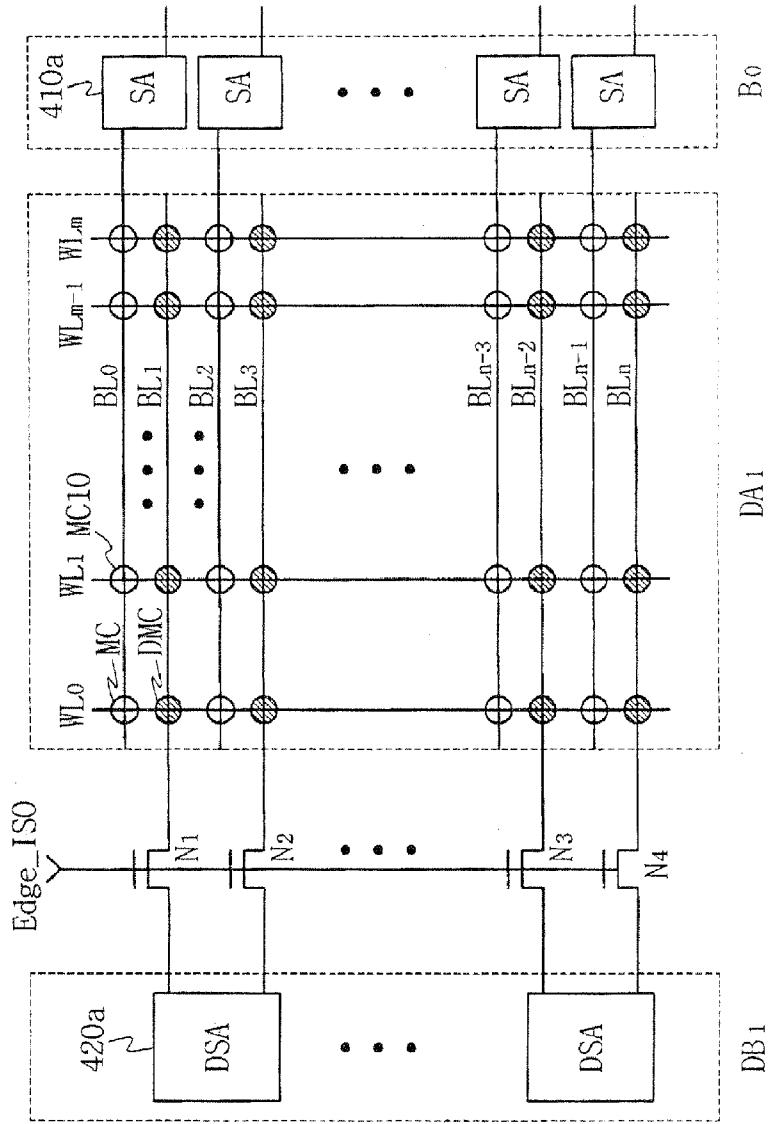 Edge_ISO
420a
DSA
DSA
DB1
N1
N2
N3
N4
WL0
WL1
WLm-1
WLm
MC
DMC
MC10
BL0
BL1
BL2
BL3
BLn-3
BLn-2
BLn-1
BLn
DA1
410a
SA
SA
SA
SA
B0